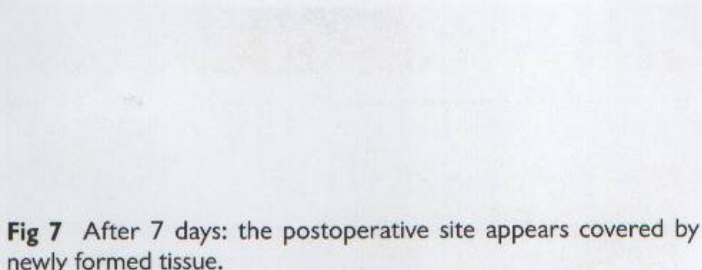 Fig 7 After 7 days: the postoperative site appears covered by
newly formed tissue.